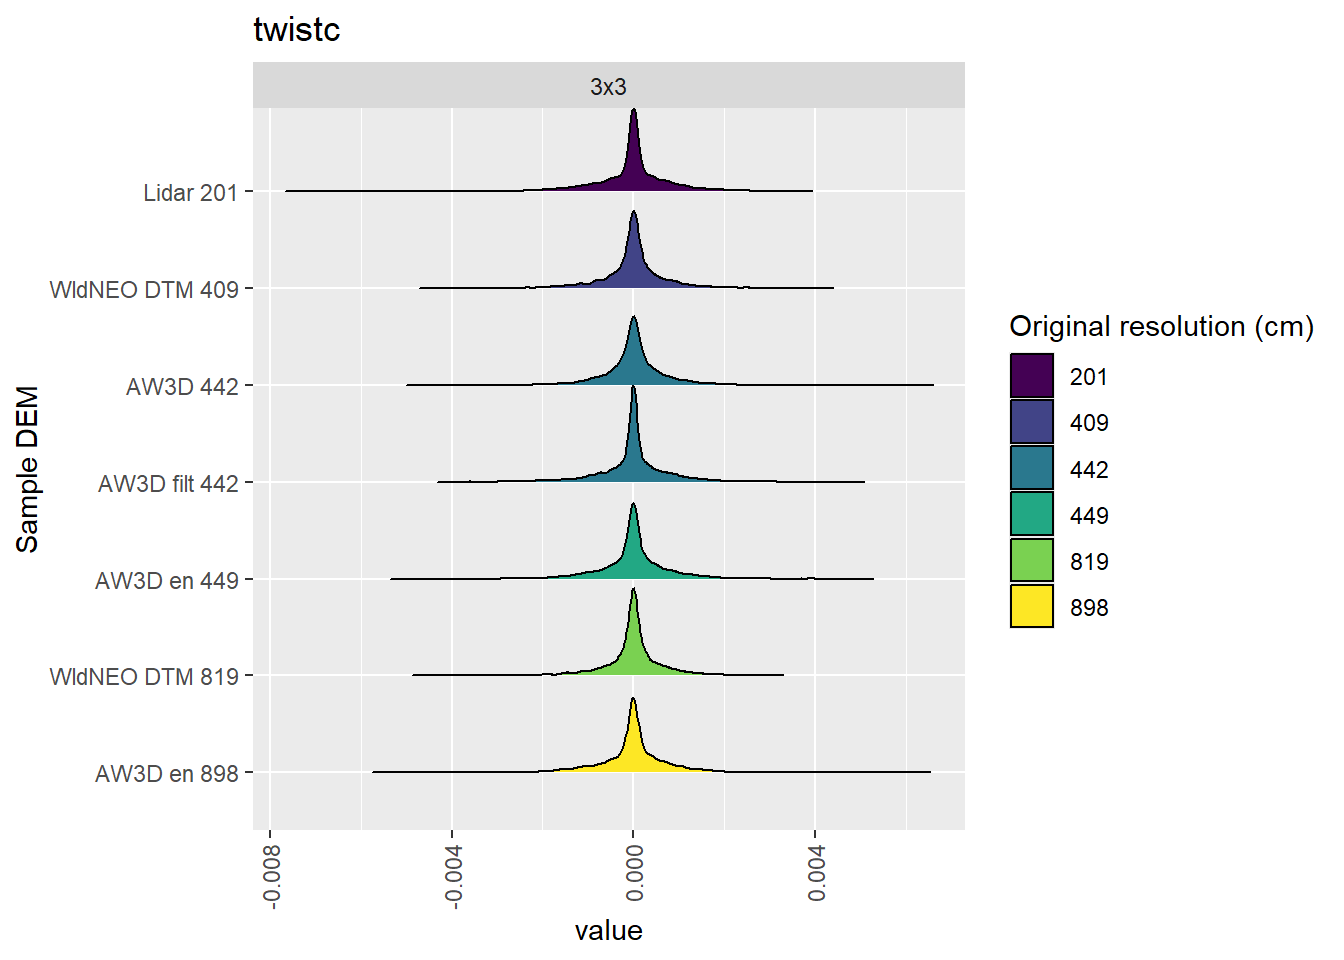 twistc
3x3
Lidar 201
WldNEO DTM 409
AW3D 442
AW3D filt 442
AW3D en 449
WldNEO DTM 819
AW3D en 898
Sample DEM
-0.008
-0.004
0.000
0.004
value
Original resolution (cm)
201
409
442
449
819
898